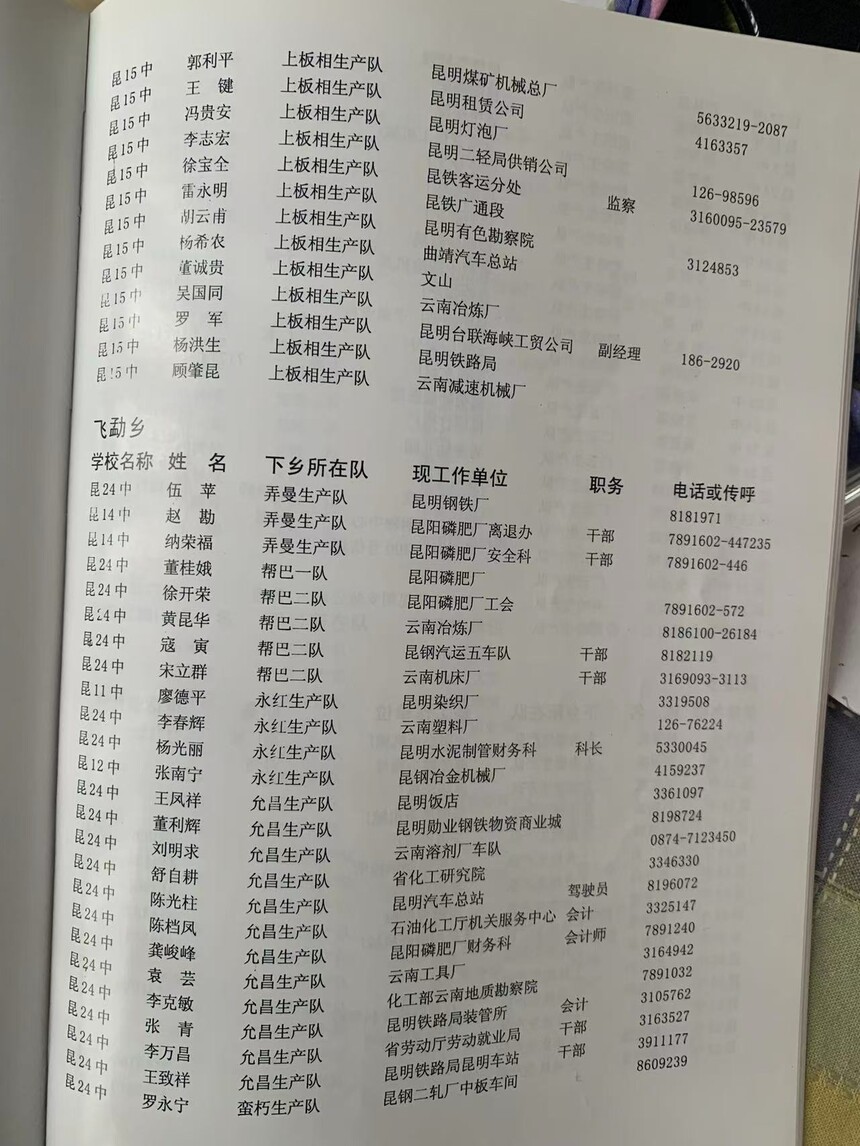 昆15中 郭利平 上板相生产队 昆明煤矿机械总厂 5633219-2087
昆15中 王 键 上板相生产队 昆明租赁公司 4163357
昆15中 冯贵安 上板相生产队 昆明灯泡厂
昆15中 李志宏 上板相生产队 昆明二轻局供销公司 126-98596
昆15中 徐宝全 上板相生产队 昆铁客运分处 监察 3160095-23579
昆15中 雷永明 上板相生产队 昆铁广通段
昆15中 胡云甫 上板相生产队 昆明有色勘察院 3124853
昆15中 杨希农 上板相生产队 曲靖汽车总站
昆15中 董诚贵 上板相生产队 文山
昆15中 吴国同 上板相生产队 云南冶炼厂
昆15中 罗 军 上板相生产队 昆明台联海峡工贸公司 副经理 186-2920
昆15中 杨洪生 上板相生产队 昆明铁路局
昆15中 顾肇昆 上板相生产队 云南减速机械厂
飞勐乡
学校名称 姓 名 下乡所在队 现工作单位 职务 电话或传呼
昆24中 伍 苹 弄曼生产队 昆明钢铁厂 8181971
昆14中 赵 勘 弄曼生产队 昆阳磷肥厂离退办 干部 7891602-447235
昆14中 纳荣福 弄曼生产队 昆阳磷肥厂安全科 干部 7891602-446
昆24中 董桂娥 帮巴一队 昆阳磷肥厂
昆24中 徐开荣 帮巴二队 昆阳磷肥厂工会 7891602-572
昆24中 黄昆华 帮巴二队 云南冶炼厂 8186100-26184
昆24中 寇 寅 帮巴二队 昆钢汽运五车队 干部 8182119
昆24中 宋立群 帮巴二队 云南机床厂 干部 3169093-3113
昆11中 廖德平 永红生产队 昆明染织厂 3319508
昆24中 李春辉 永红生产队 云南塑料厂 126-76224
昆24中 杨光丽 永红生产队 昆明水泥制管财务科 科长 5330045
昆12中 张南宁 永红生产队 昆钢冶金机械厂 4159237
昆24中 王凤祥 允昌生产队 昆明饭店 3361097
昆24中 董利辉 允昌生产队 昆明勋业钢铁物资商业城 8198724
昆24中 刘明求 允昌生产队 云南溶剂厂车队 0874-7123450
昆24中 舒自耕 允昌生产队 省化工研究院 3346330
昆24中 陈光柱 允昌生产队 昆明汽车总站 驾驶员 8196072
昆24中 陈档凤 允昌生产队 石油化工厅机关服务中心 会计 3325147
昆24中 龚峻峰 允昌生产队 昆阳磷肥厂财务科 会计师 7891240
昆24中 袁 芸 允昌生产队 云南工具厂 3164942
昆24中 李克敏 允昌生产队 化工部云南地质勘察院 7891032
昆24中 张 青 允昌生产队 昆明铁路局装管所 会计 3105762
昆24中 李万昌 允昌生产队 省劳动厅劳动就业局 干部 3163527
昆24中 王致祥 允昌生产队 昆明铁路局昆明车站 干部 3911177
昆24中 罗永宁 蛮朽生产队 昆钢二轧厂中板车间 8609239